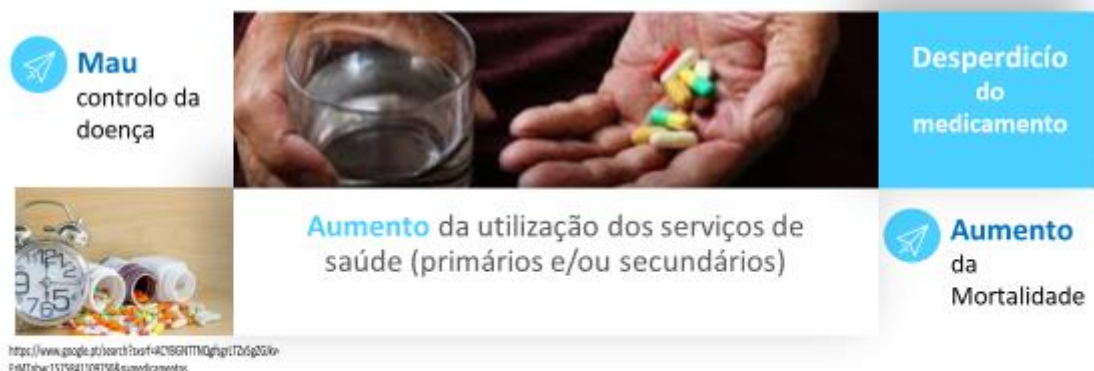 Mau
controlo da
doença
Desperdicío
do
medicamento
Aumento da utilização dos serviços de
saúde (primários e/ou secundários)
Aumento
da
Mortalidade